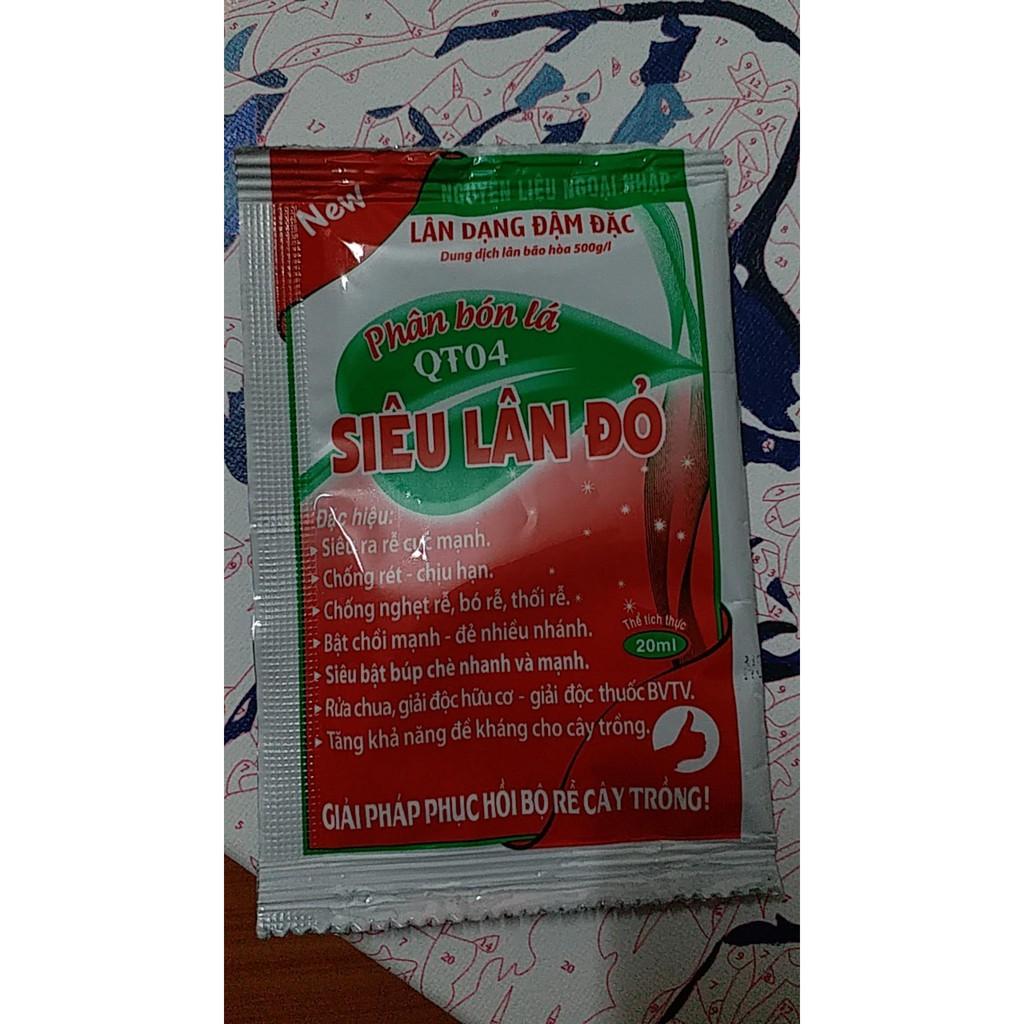 New
NGUYÊN LIỆU NGOẠI NHẬP
LÂN DẠNG ĐẬM ĐẶC
Dung dịch lân bão hòa 500g/l
Phân bón lá
QT04
SIÊU LÂN ĐỎ
Đặc hiệu:
Siêu ra rễ cực mạnh.
Chống rét - chịu hạn.
Chống nghẹt rễ, bó rễ, thối rễ.
Bật chồi mạnh - đẻ nhiều nhánh.
Siêu bật búp chè nhanh và mạnh.
Rửa chua, giải độc hữu cơ - giải độc thuốc BVTV.
Tăng khả năng đề kháng cho cây trồng.
Thể tích thực
20ml
GIẢI PHÁP PHỤC HỒI BỘ RỄ CÂY TRỒNG!